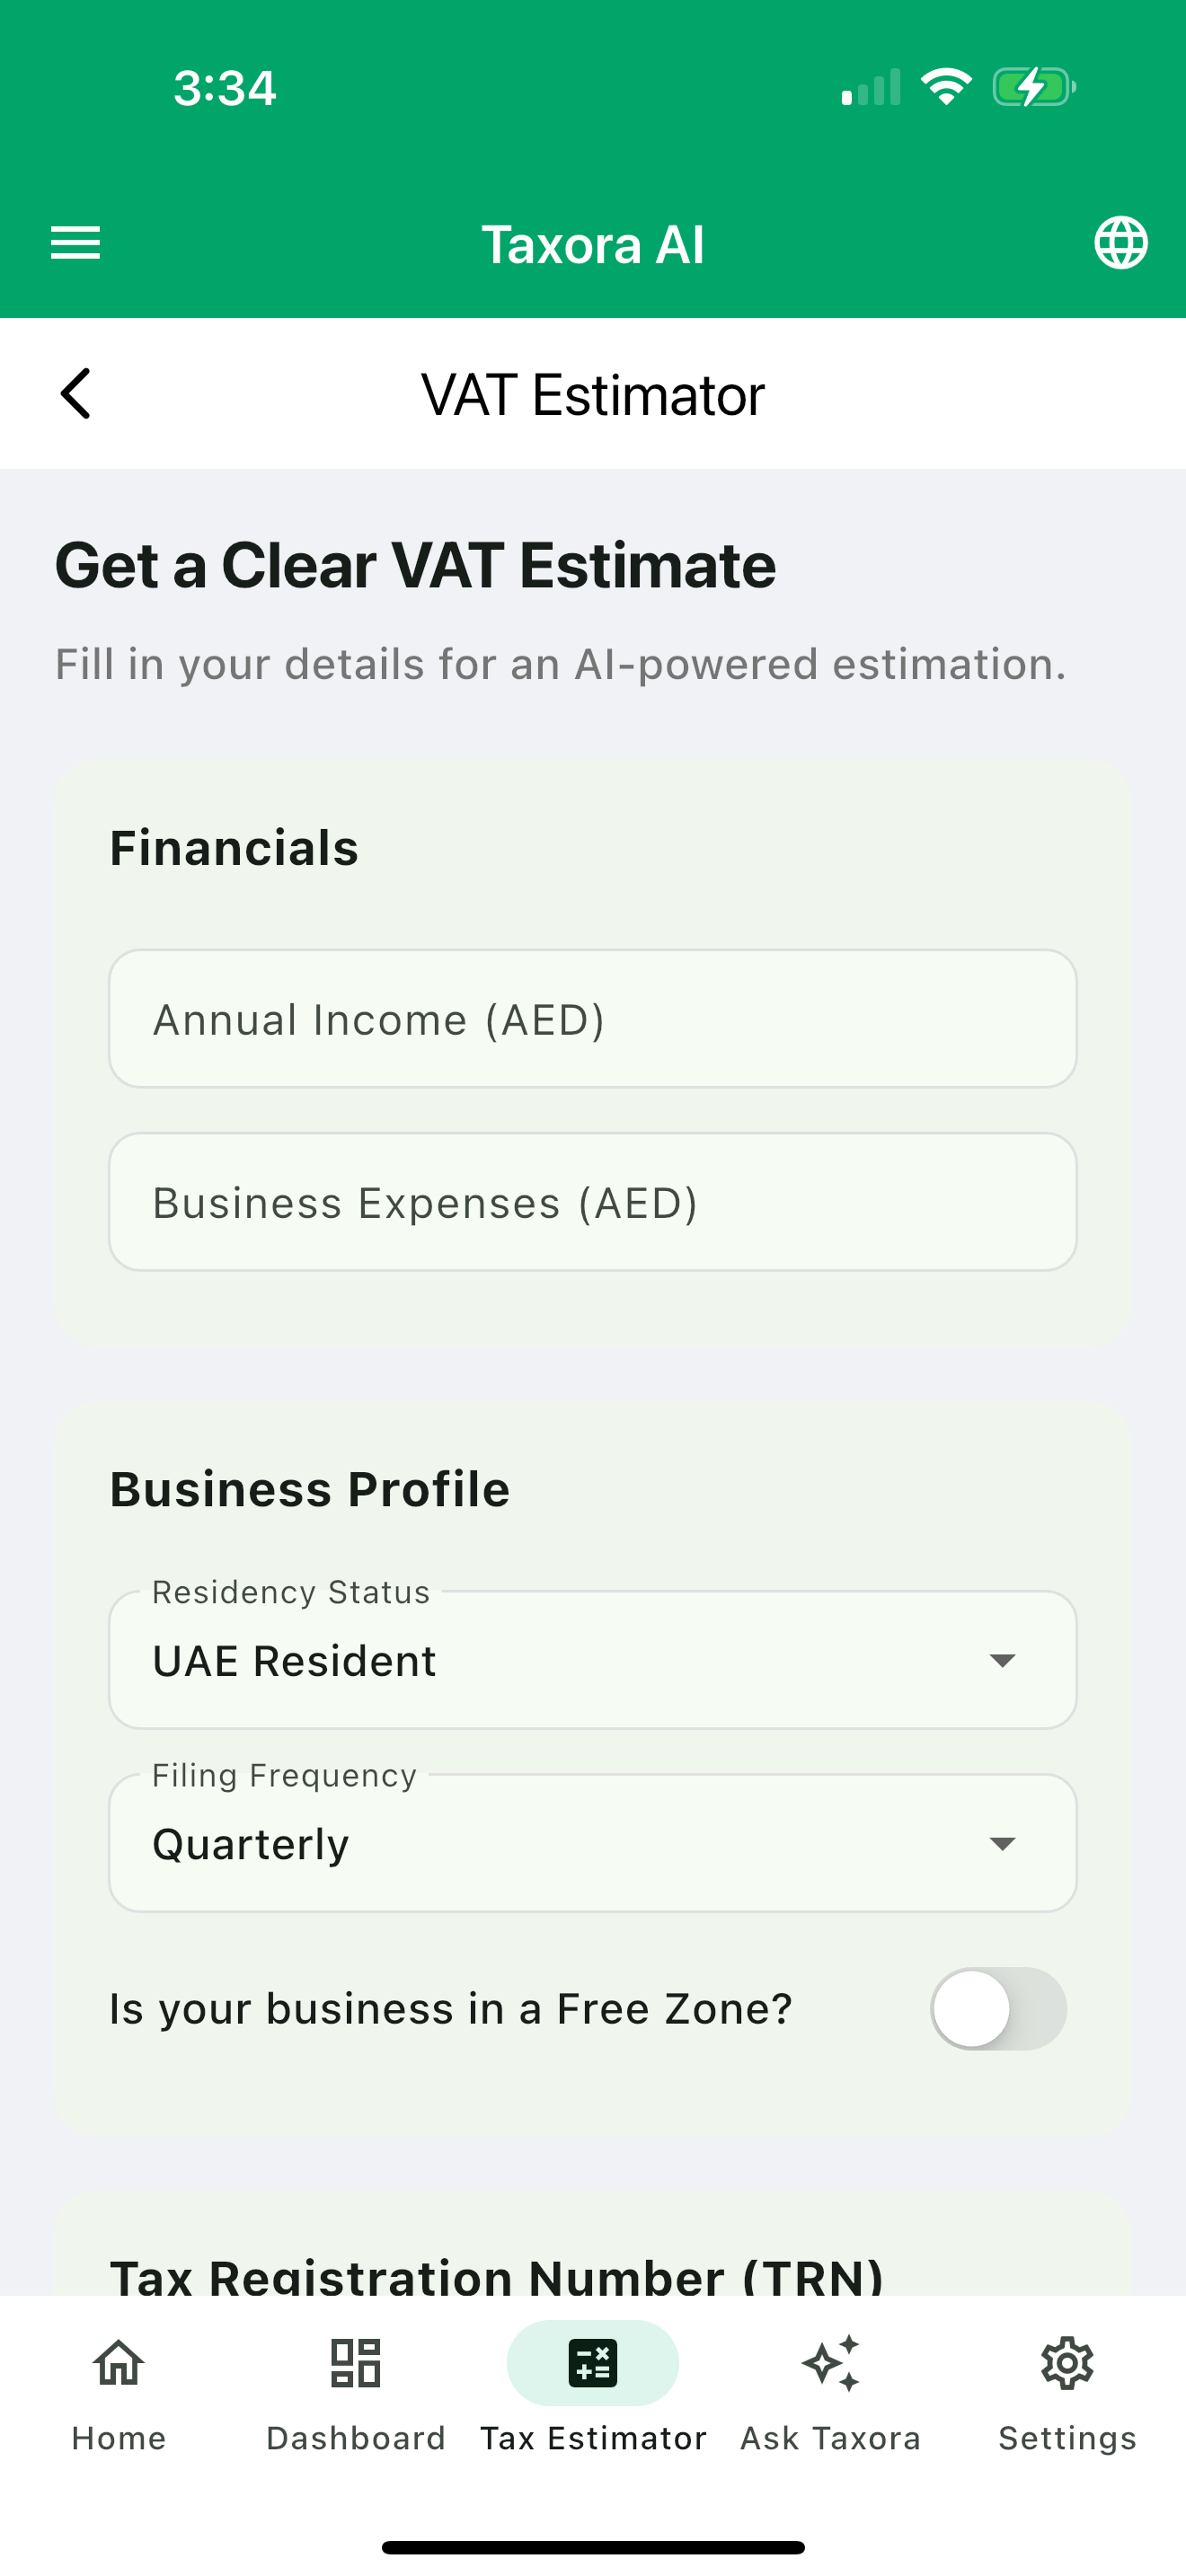 3:34
Taxora AI
VAT Estimator
Get a Clear VAT Estimate
Fill in your details for an AI-powered estimation.
Financials
Annual Income (AED)
Business Expenses (AED)
Business Profile
Residency Status
UAE Resident
Filing Frequency
Quarterly
Is your business in a Free Zone?
Tax Registration Number (TRN)
Home
Dashboard
Tax Estimator
Ask Taxora
Settings